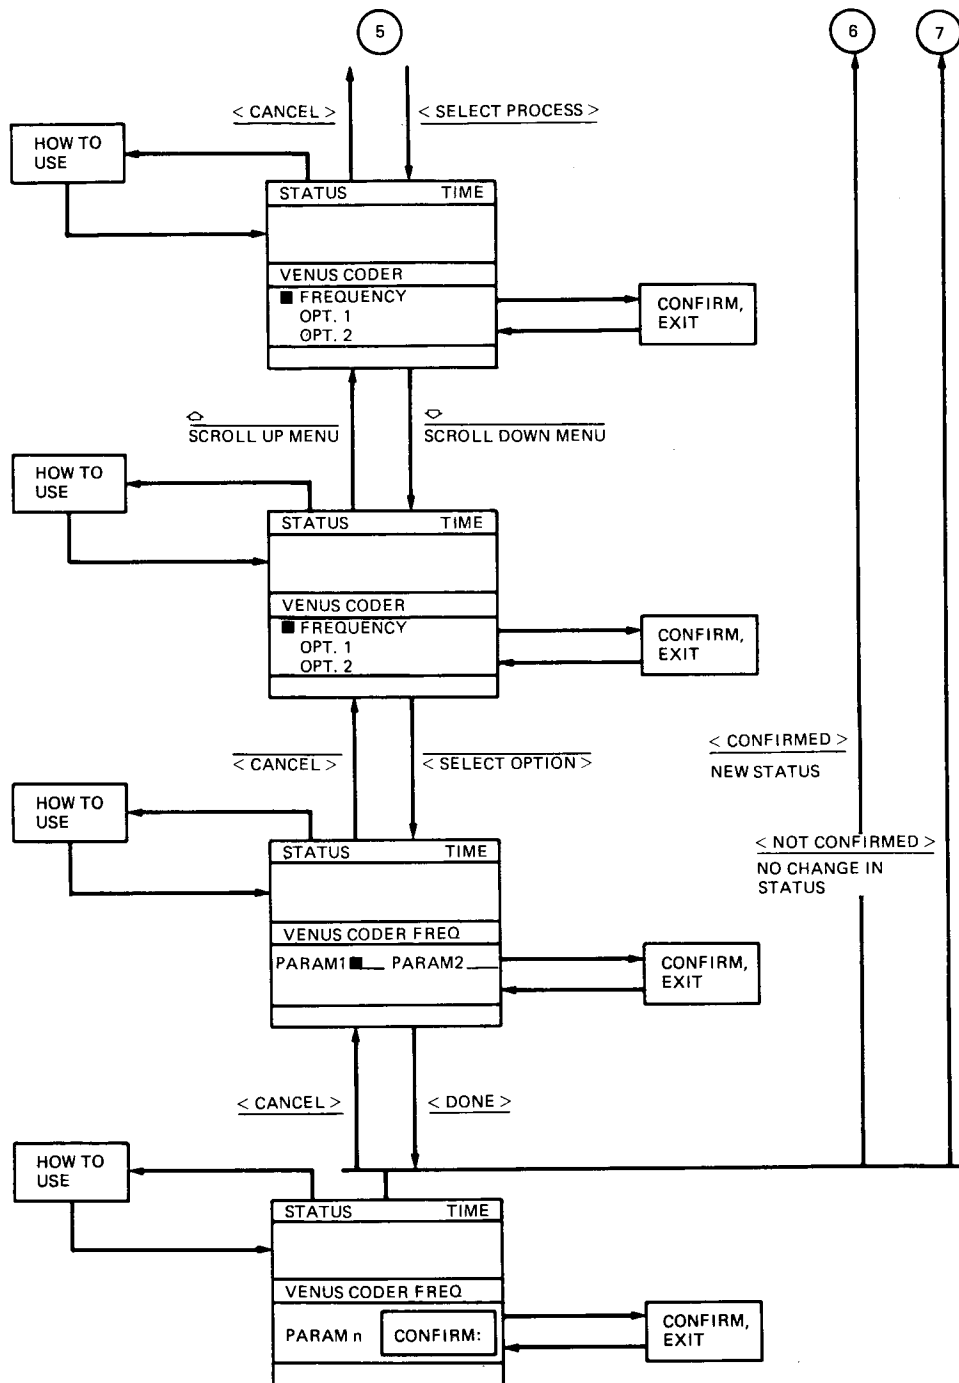 5
6
7
< CANCEL >
< SELECT PROCESS >
HOW TO
USE
STATUS TIME
VENUS CODER
FREQUENCY
OPT. 1
OPT. 2
CONFIRM,
EXIT
SCROLL UP MENU
SCROLL DOWN MENU
HOW TO
USE
STATUS TIME
VENUS CODER
FREQUENCY
OPT. 1
OPT. 2
CONFIRM,
EXIT
< CANCEL >
< SELECT OPTION >
< CONFIRMED >
NEW STATUS
HOW TO
USE
STATUS TIME
< NOT CONFIRMED >
NO CHANGE IN
STATUS
VENUS CODER FREQ
PARAM1 ___ PARAM2 ___
CONFIRM,
EXIT
< CANCEL >
< DONE >
HOW TO
USE
STATUS TIME
VENUS CODER FREQ
PARAM n CONFIRM:
CONFIRM,
EXIT